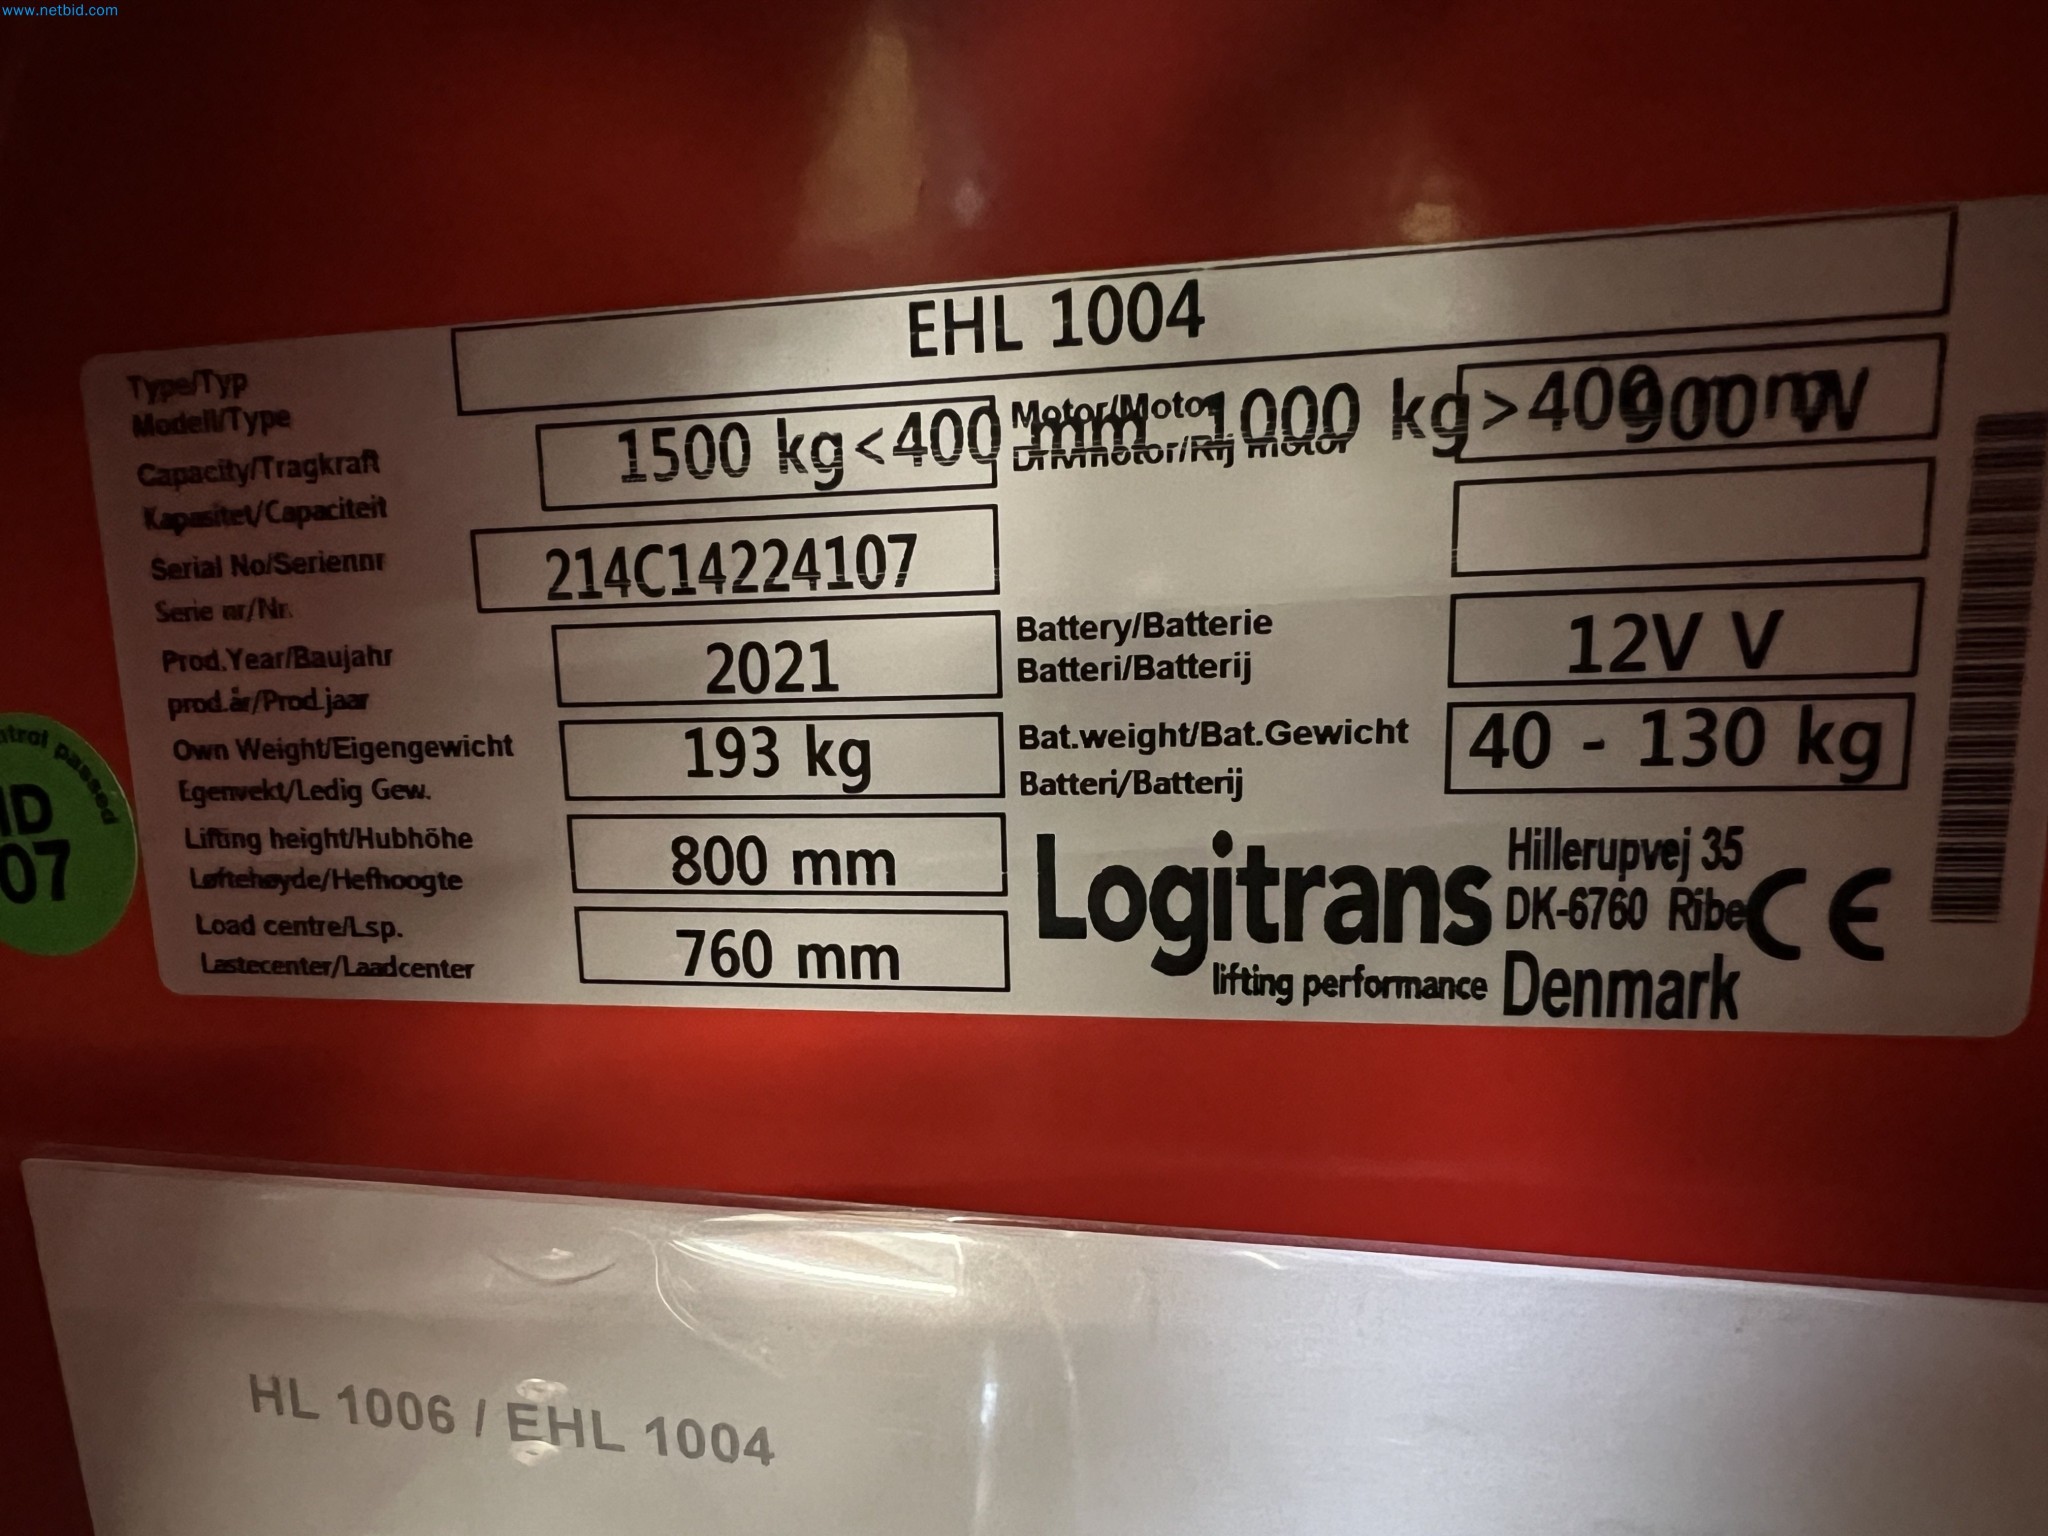 www.netbid.com
EHL 1004
Type/Typ
Modell/Type
Capacity/Tragkraft
Kapasitet/Capaciteit
1500 kg<400 mm 1000 kg>400
Motor/Motor
motor
Serial No/Seriennr
Serie nr/Nr.
214C14224107
Prod.Year/Baujahr
prod.år/Prod.jaar
2021
Battery/Batterie
Batteri/Batterij
12V V
Own Weight/Eigengewicht
Egenvekt/Ledig Gew.
193 kg
Bat.weight/Bat.Gewicht
Batteri/Batterij
40 - 130 kg
Lifting height/Hubhöhe
Løftehøyde/Hefhoogte
800 mm
Load centre/Lsp.
Lastecenter/Laadcenter
760 mm
Logitrans
lifting performance
Hillerupvej 35
DK-6760 Ribe
Denmark
CE
passed
ID
07
HL 1006 / EHL 1004